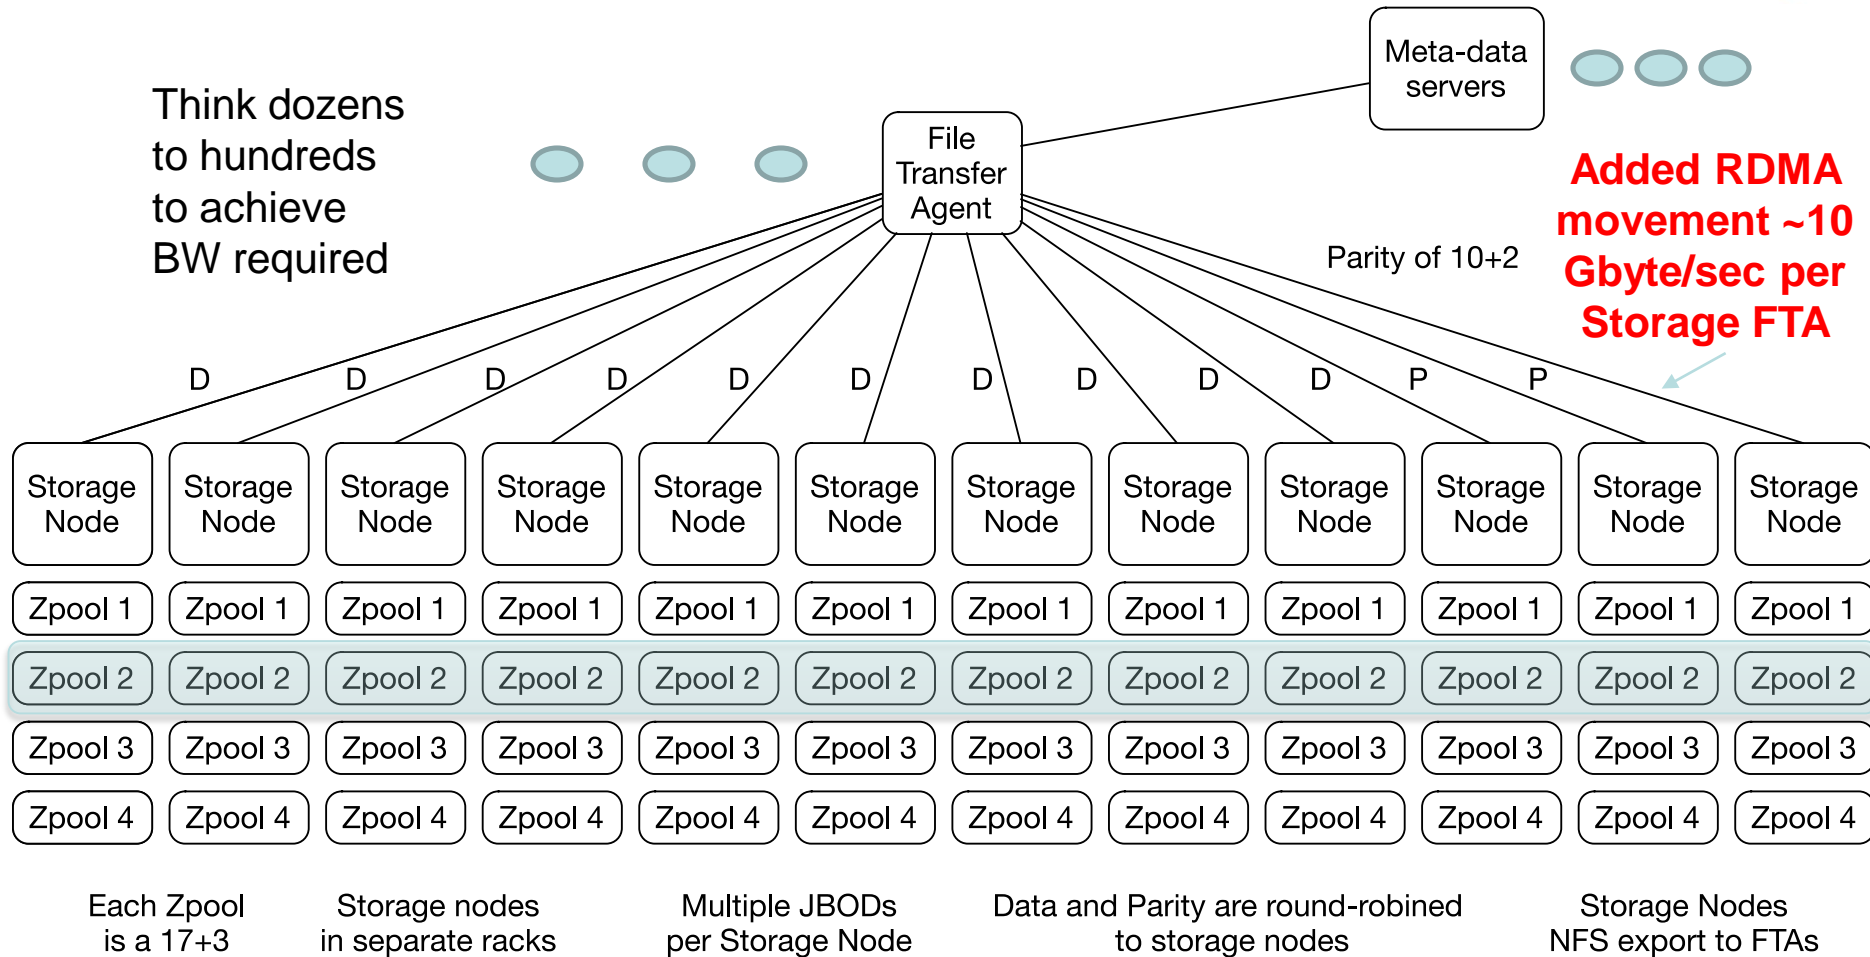 Meta-data
servers
Think dozens
to hundreds
to achieve
BW required
File
Transfer
Agent
Added RDMA
movement ~10
Gbyte/sec per
Storage FTA
Parity of 10+2
D D D D D D D D D D P P
Storage Node Storage Node Storage Node Storage Node Storage Node Storage Node Storage Node Storage Node Storage Node Storage Node Storage Node Storage Node
Zpool 1 Zpool 1 Zpool 1 Zpool 1 Zpool 1 Zpool 1 Zpool 1 Zpool 1 Zpool 1 Zpool 1 Zpool 1 Zpool 1
Zpool 2 Zpool 2 Zpool 2 Zpool 2 Zpool 2 Zpool 2 Zpool 2 Zpool 2 Zpool 2 Zpool 2 Zpool 2 Zpool 2
Zpool 3 Zpool 3 Zpool 3 Zpool 3 Zpool 3 Zpool 3 Zpool 3 Zpool 3 Zpool 3 Zpool 3 Zpool 3 Zpool 3
Zpool 4 Zpool 4 Zpool 4 Zpool 4 Zpool 4 Zpool 4 Zpool 4 Zpool 4 Zpool 4 Zpool 4 Zpool 4 Zpool 4
Each Zpool
is a 17+3
Storage nodes
in separate racks
Multiple JBODs
per Storage Node
Data and Parity are round-robined
to storage nodes
Storage Nodes
NFS export to FTAs